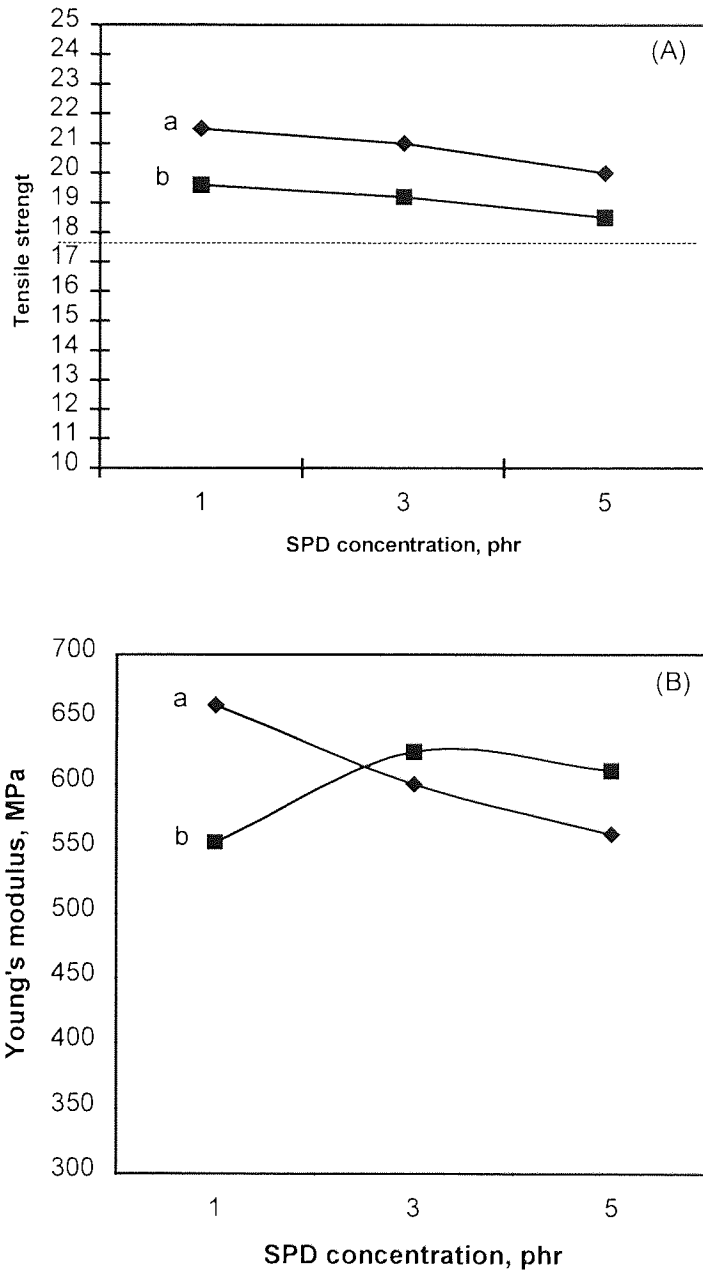 25
(A)
24
23
22
a
21
20
b
19
18
17
16
15
14
13
12
11
10
Tensile strengt
1 3 5
SPD concentration, phr
700
(B)
a
650
600
b
550
500
450
400
350
300
Young's modulus, MPa
1 3 5
SPD concentration, phr